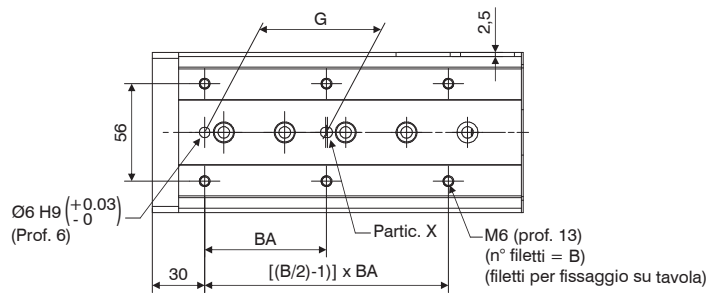 G
2,5
56
Ø6 H9 (+0.03 - 0)
(Prof. 6)
BA
Partic. X
M6 (prof. 13)
(n° filetti = B)
(filetti per fissaggio su tavola)
30
[(B/2)-1)] x BA